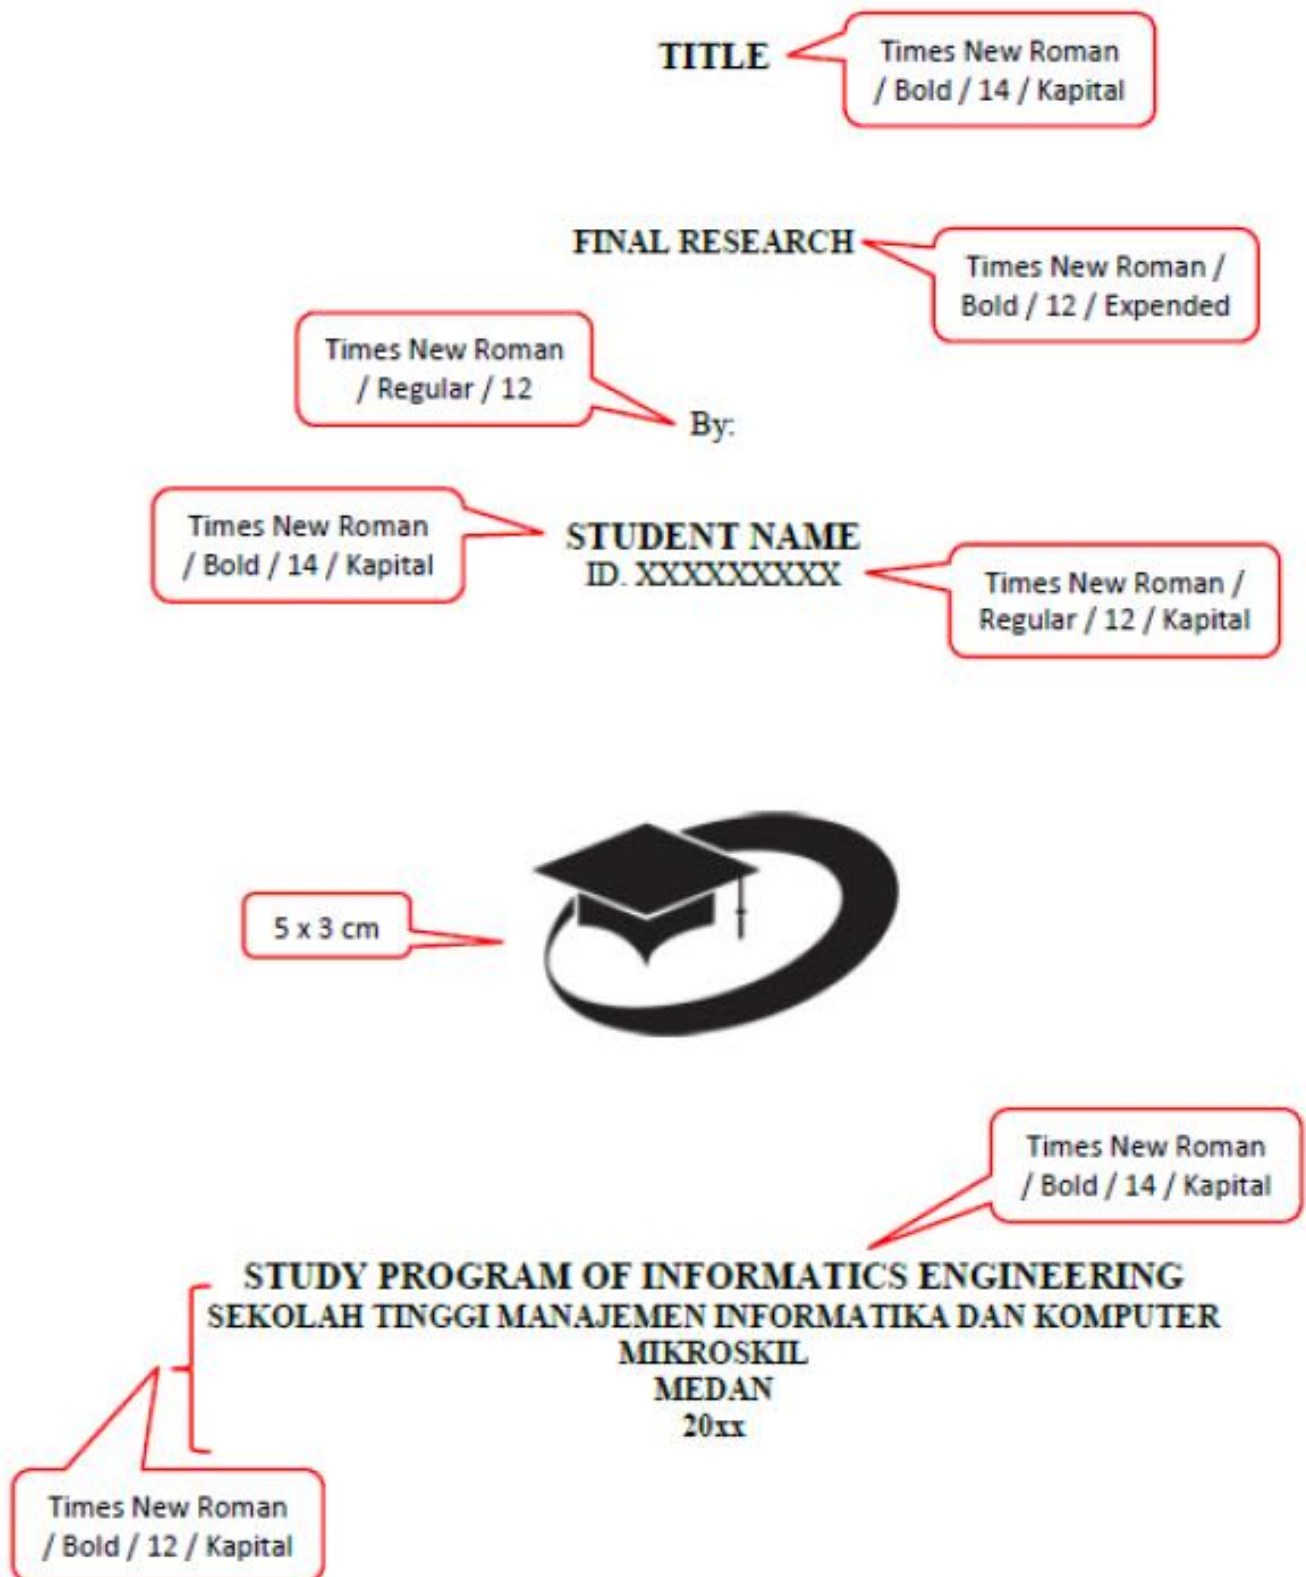 TITLE
Times New Roman
/ Bold / 14 / Kapital
FINAL RESEARCH
Times New Roman /
Bold / 12 / Expended
Times New Roman
/ Regular / 12
By:
Times New Roman
/ Bold / 14 / Kapital
STUDENT NAME
ID. XXXXXXXXX
Times New Roman /
Regular / 12 / Kapital
5 x 3 cm
Times New Roman
/ Bold / 14 / Kapital
STUDY PROGRAM OF INFORMATICS ENGINEERING
SEKOLAH TINGGI MANAJEMEN INFORMATIKA DAN KOMPUTER
MIKROSKIL
MEDAN
20xx
Times New Roman
/ Bold / 12 / Kapital